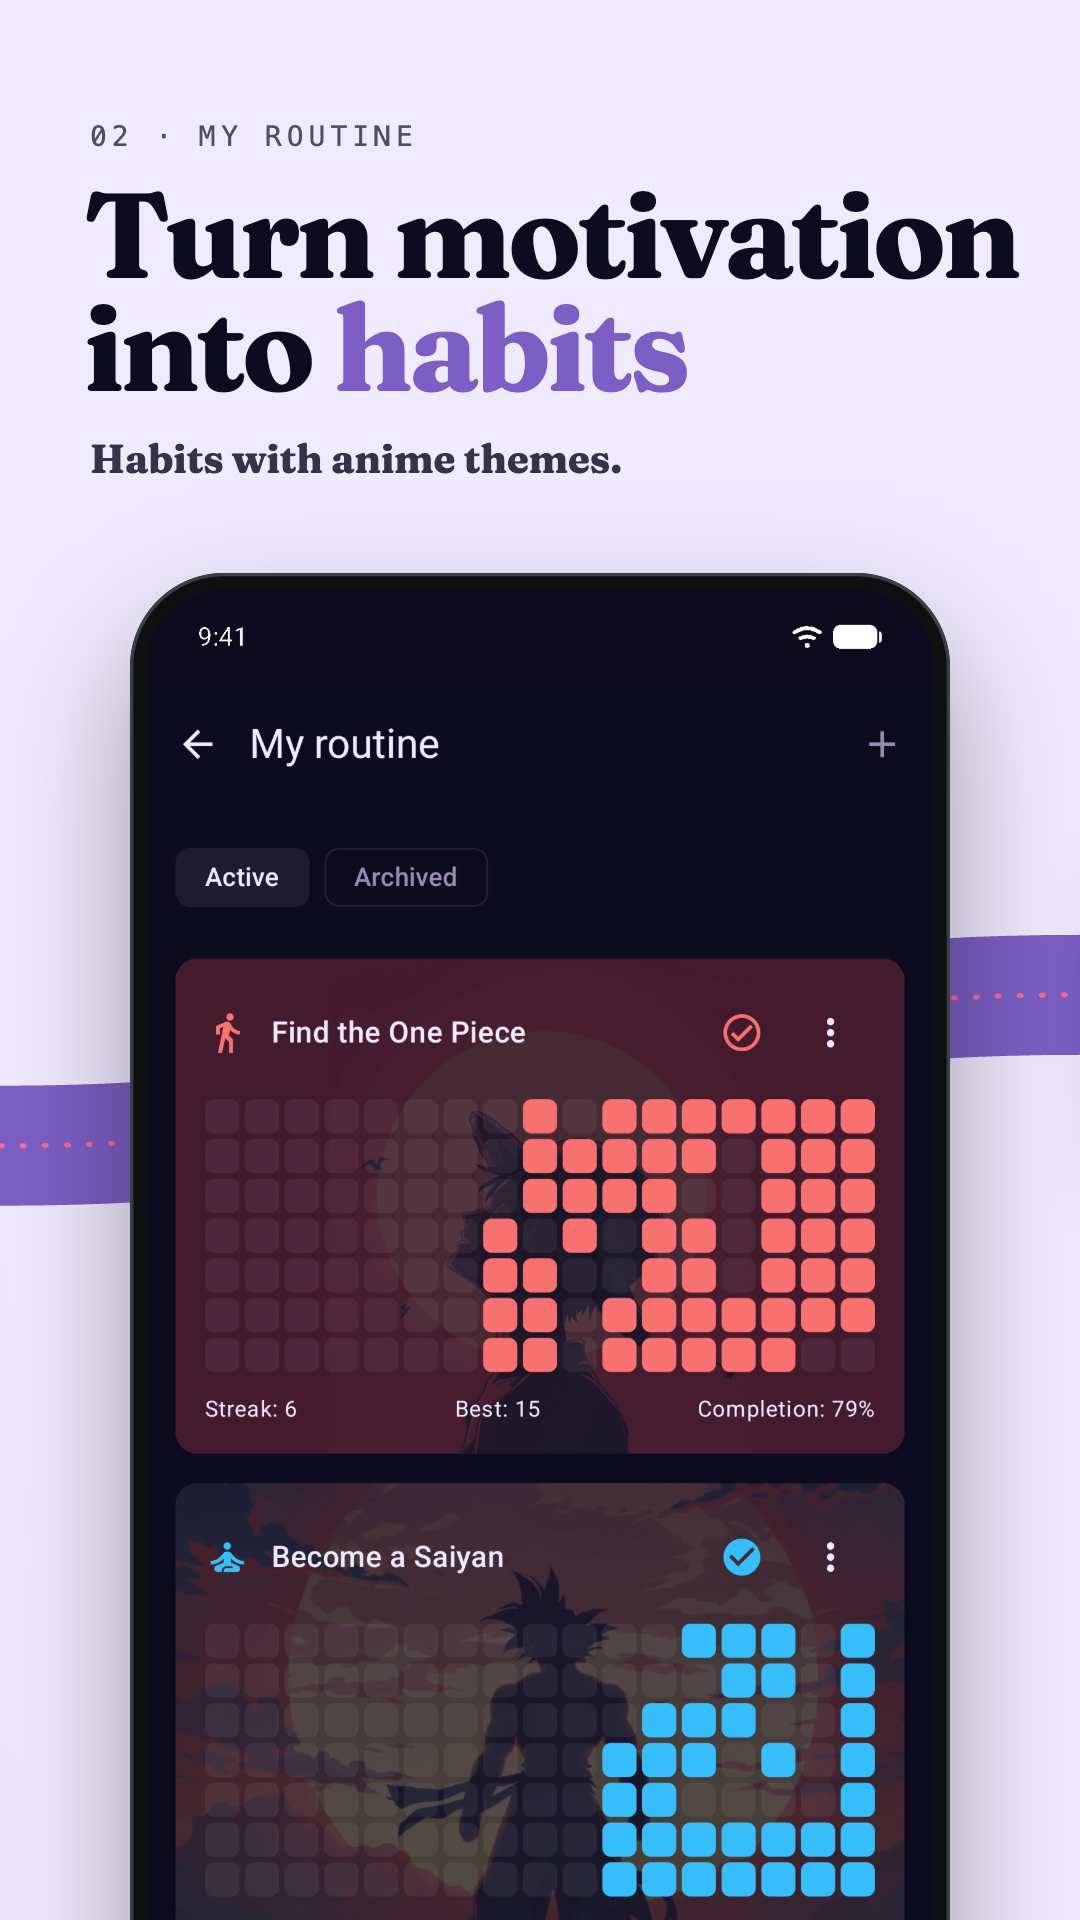 02 · MY ROUTINE
Turn motivation
into habits
Habits with anime themes.
9:41
My routine
Active
Archived
Find the One Piece
Streak: 6
Best: 15
Completion: 79%
Become a Saiyan